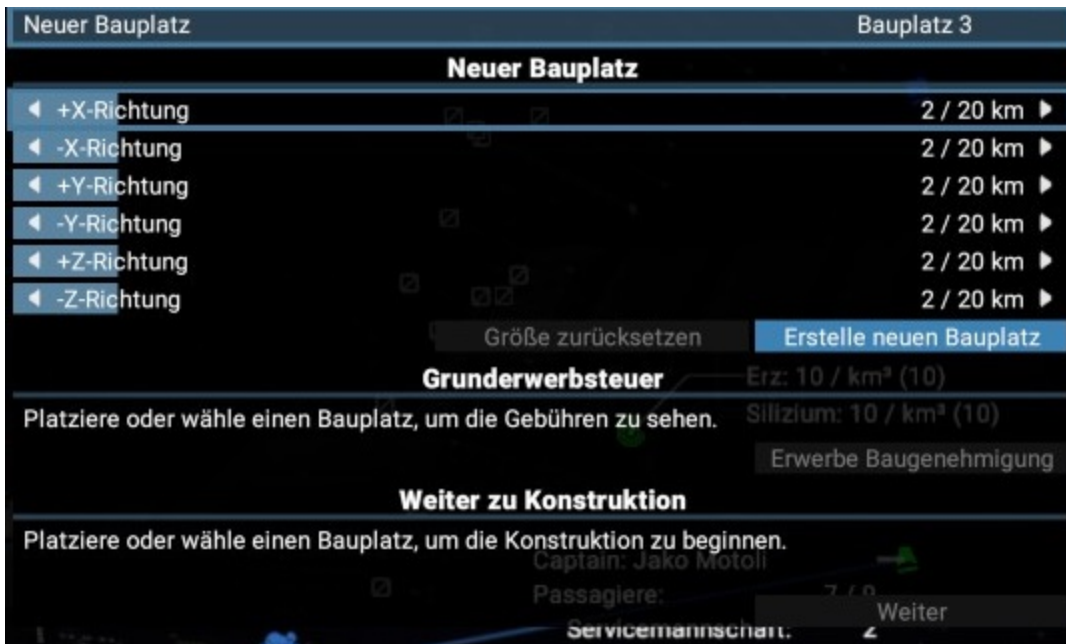 Neuer Bauplatz Bauplatz 3
Neuer Bauplatz
+X-Richtung 2 / 20 km
-X-Richtung 2 / 20 km
+Y-Richtung 2 / 20 km
-Y-Richtung 2 / 20 km
+Z-Richtung 2 / 20 km
-Z-Richtung 2 / 20 km
Größe zurücksetzen Erstelle neuen Bauplatz
Grunderwerbsteuer Erz: 10 / km³ (10)
Platziere oder wähle einen Bauplatz, um die Gebühren zu sehen. Silizium: 10 / km³ (10)
Erwerbe Baugenehmigung
Weiter zu Konstruktion
Platziere oder wähle einen Bauplatz, um die Konstruktion zu beginnen.
Captain: Jako Motoli
Passagiere: 7 / 9
Weiter
Servicemannschaft: 2